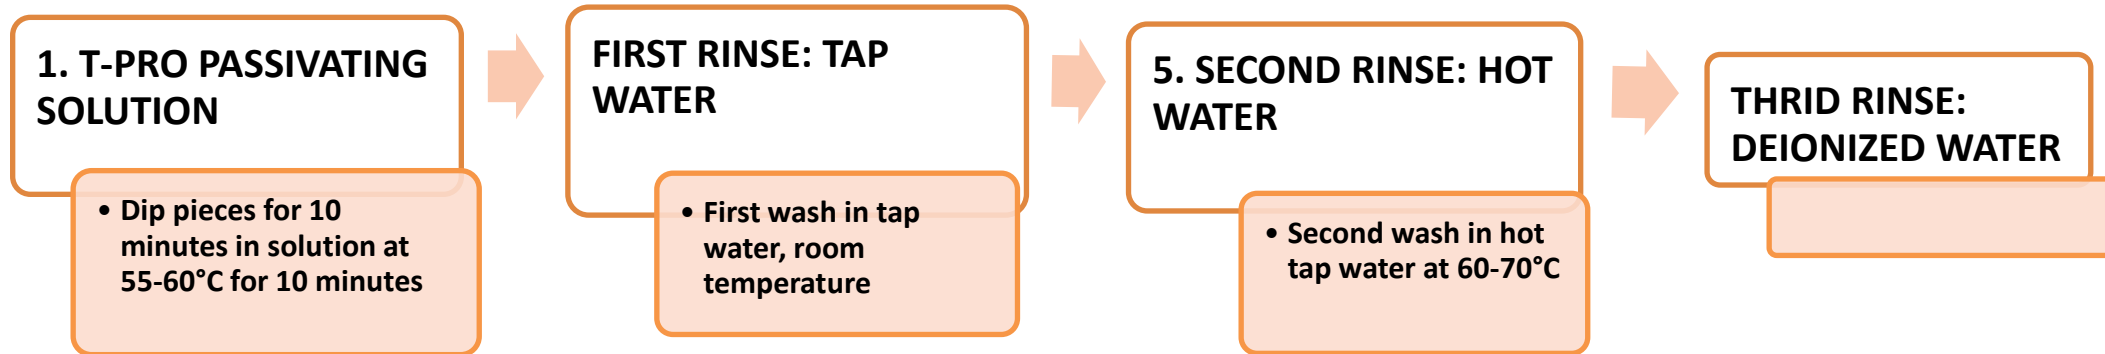 1. T-PRO PASSIVATING
SOLUTION
• Dip pieces for 10
minutes in solution at
55-60°C for 10 minutes
FIRST RINSE: TAP
WATER
• First wash in tap
water, room
temperature
5. SECOND RINSE: HOT
WATER
• Second wash in hot
tap water at 60-70°C
THRID RINSE:
DEIONIZED WATER